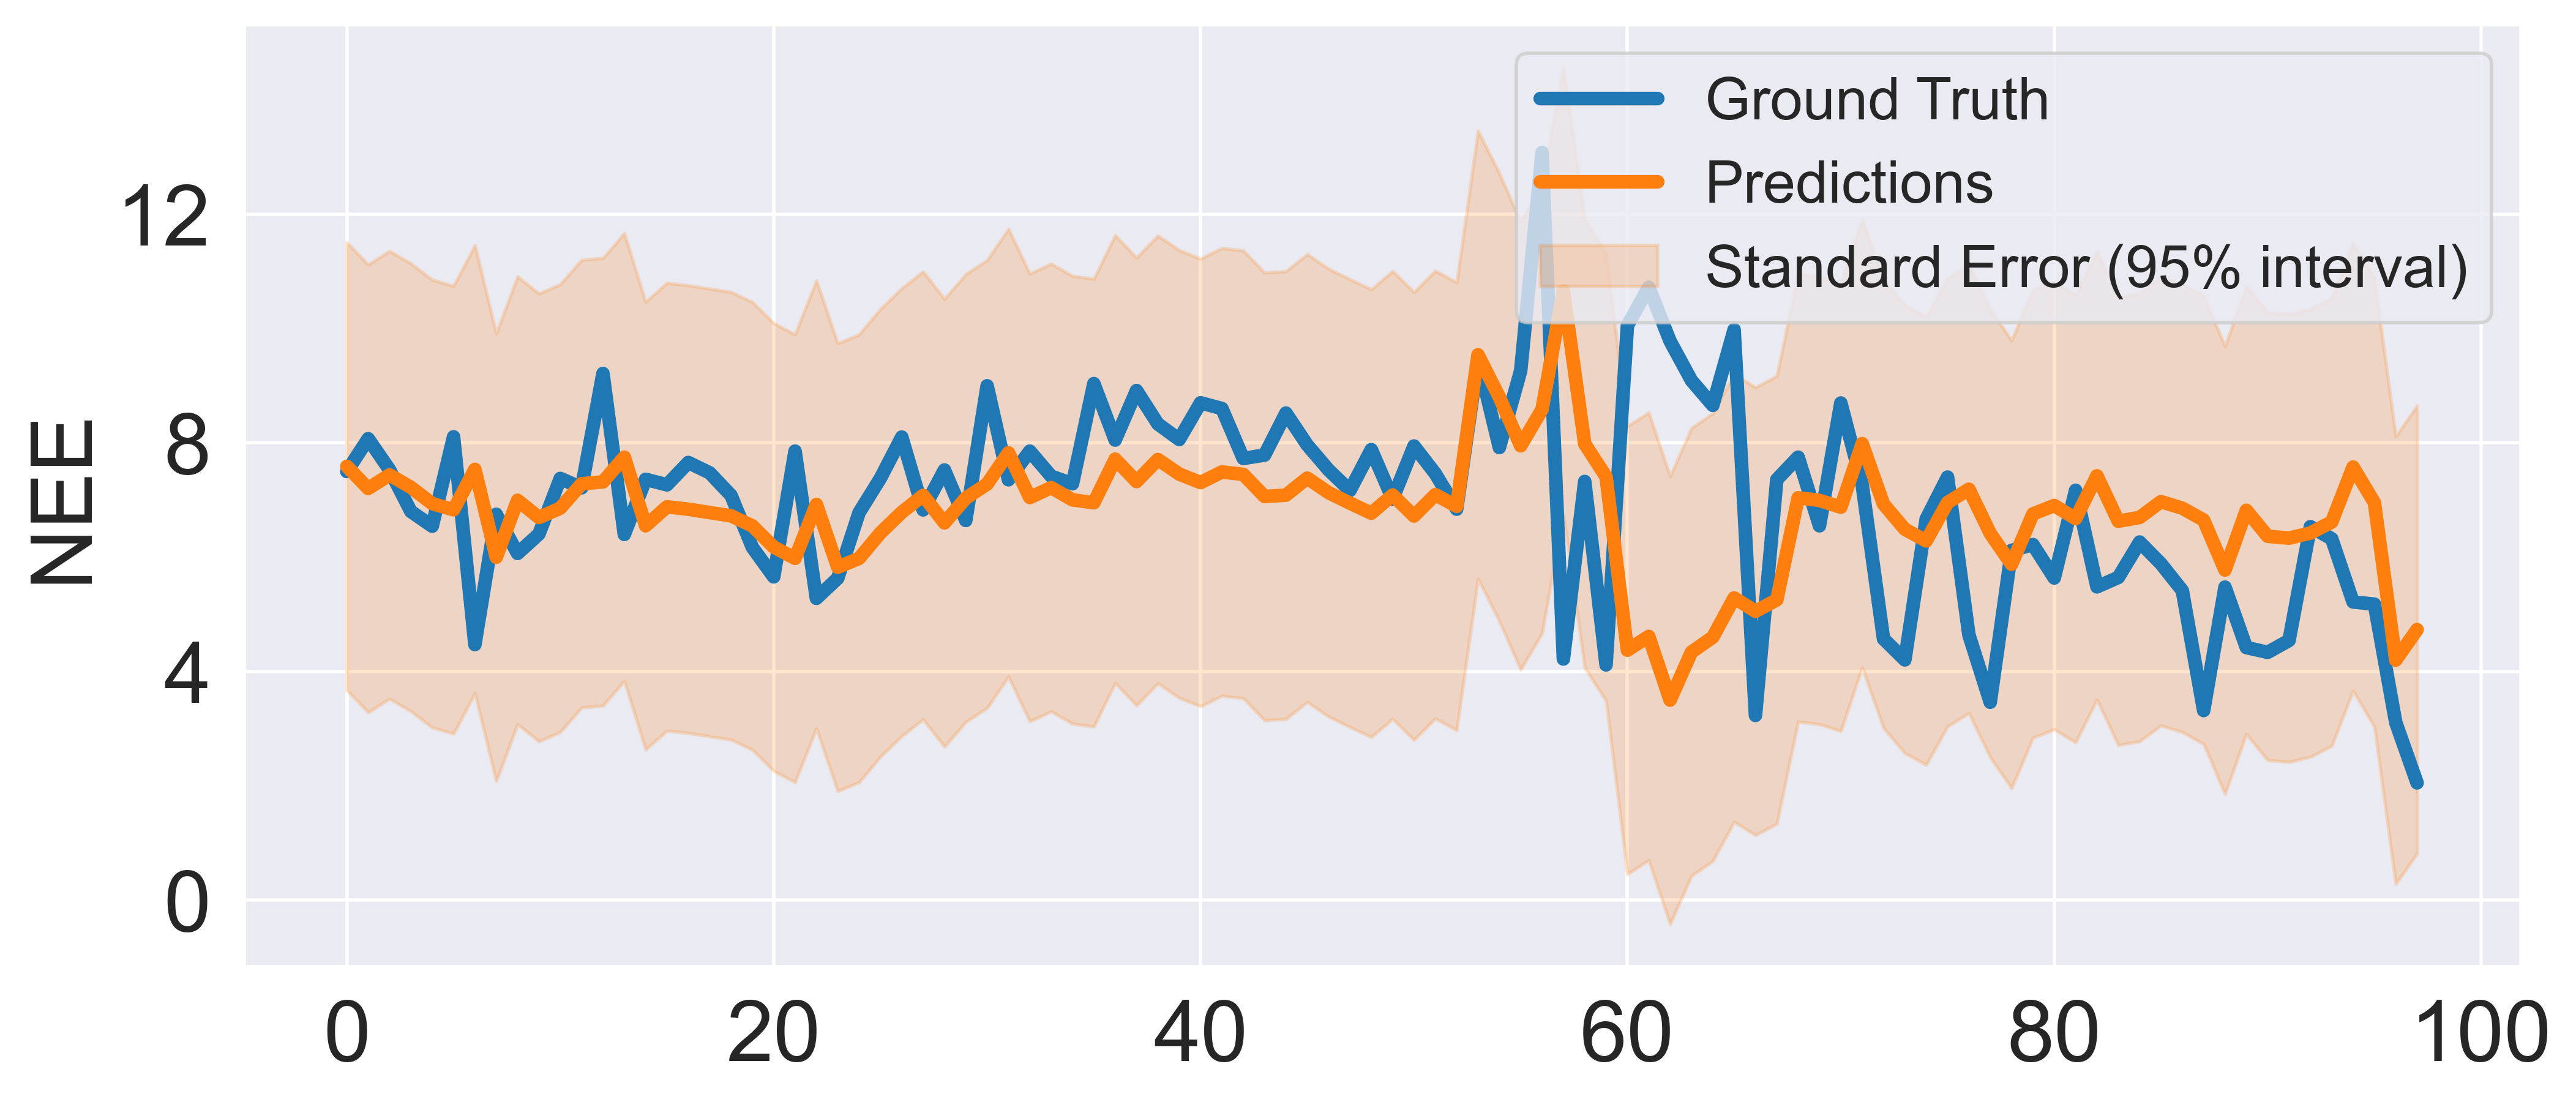 Ground Truth
Predictions
Standard Error (95% interval)
NEE
12
8
4
0
0 20 40 60 80 100